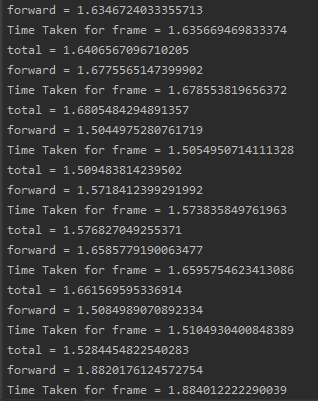 forward = 1.6346724033355713
Time Taken for frame = 1.635669469833374
total = 1.6406567096710205
forward = 1.6775565147399902
Time Taken for frame = 1.678553819656372
total = 1.6805484294891357
forward = 1.5044975280761719
Time Taken for frame = 1.5054950714111328
total = 1.509483814239502
forward = 1.5718412399291992
Time Taken for frame = 1.573835849761963
total = 1.576827049255371
forward = 1.6585779190063477
Time Taken for frame = 1.6595754623413086
total = 1.661569595336914
forward = 1.5084989070892334
Time Taken for frame = 1.5104930400848389
total = 1.5284454822540283
forward = 1.8820176124572754
Time Taken for frame = 1.884012222290039